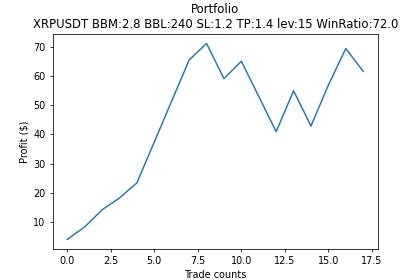 Portfolio
XRPUSDT BBM:2.8 BBL:240 SL:1.2 TP:1.4 lev:15 WinRatio:72.0
70
60
50
40
30
20
10
Profit ($)
0.0 2.5 5.0 7.5 10.0 12.5 15.0 17.5
Trade counts